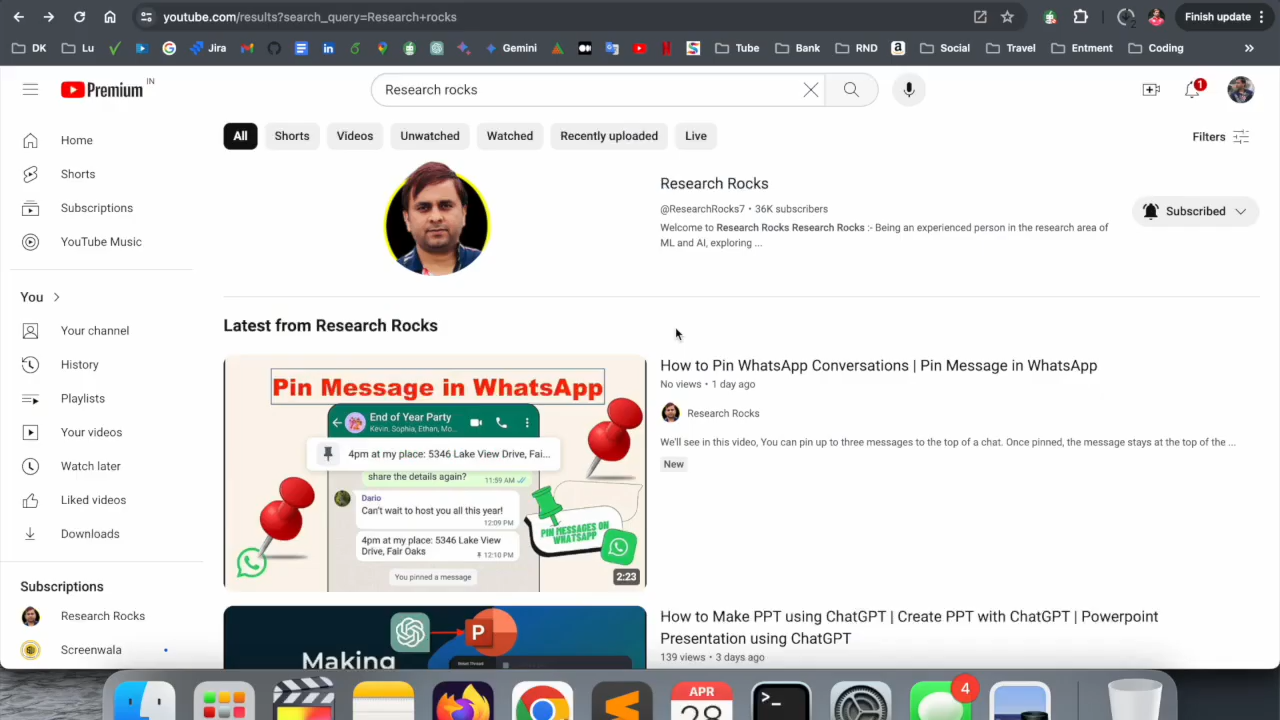 youtube.com/results?search_query=Research+rocks
Finish update
DK
Lu
Jira
Gemini
Tube
Bank
RND
Social
Travel
Entment
Coding
Premium IN
Research rocks
1
Home
Shorts
Subscriptions
YouTube Music
You
Your channel
History
Playlists
Your videos
Watch later
Liked videos
Downloads
Subscriptions
Research Rocks
Screenwala
All
Shorts
Videos
Unwatched
Watched
Recently uploaded
Live
Filters
Research Rocks
@ResearchRocks7 • 36K subscribers
Welcome to Research Rocks Research Rocks :- Being an experienced person in the research area of
ML and AI, exploring ...
Subscribed
Latest from Research Rocks
Pin Message in WhatsApp
End of Year Party
Kevin, Sophia, Ethan, Mo...
4pm at my place: 5346 Lake View Drive, Fai...
share the details again?
11:59 AM
Dario
Can't wait to host you all this year!
12:09 PM
4pm at my place: 5346 Lake View
Drive, Fair Oaks
12:10 PM
You pinned a message
PIN MESSAGES ON
WHATSAPP
2:23
How to Pin WhatsApp Conversations | Pin Message in WhatsApp
No views • 1 day ago
Research Rocks
We'll see in this video, You can pin up to three messages to the top of a chat. Once pinned, the message stays at the top of the ...
New
P
Making
How to Make PPT using ChatGPT | Create PPT with ChatGPT | Powerpoint
Presentation using ChatGPT
139 views • 3 days ago
APR
28
4